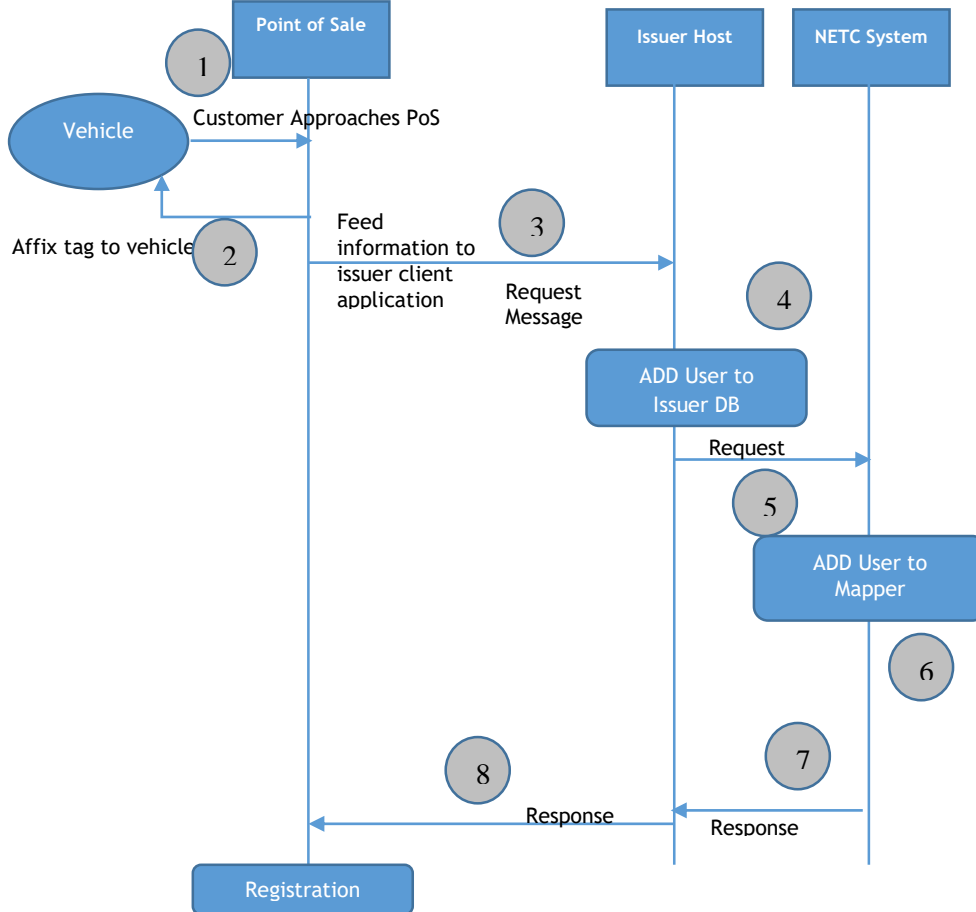 Point of Sale
Issuer Host
NETC System
1
Customer Approaches PoS
Vehicle
Affix tag to vehicle
2
Feed
information to
issuer client
application
3
Request
Message
4
ADD User to
Issuer DB
Request
5
ADD User to
Mapper
6
7
8
Response
Response
Registration